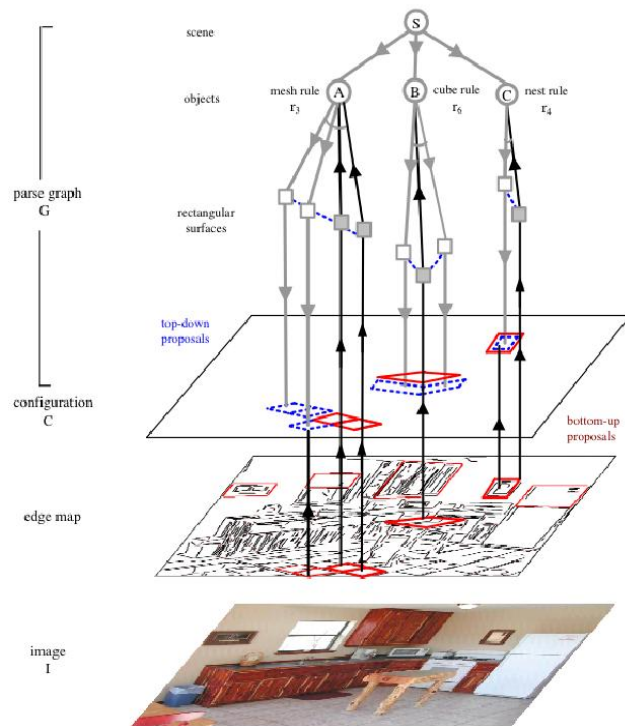 scene
S
objects
mesh rule
r3
A
B
cube rule
r6
C
nest rule
r4
parse graph
G
rectangular
surfaces
top-down
proposals
configuration
C
bottom-up
proposals
edge map
image
I